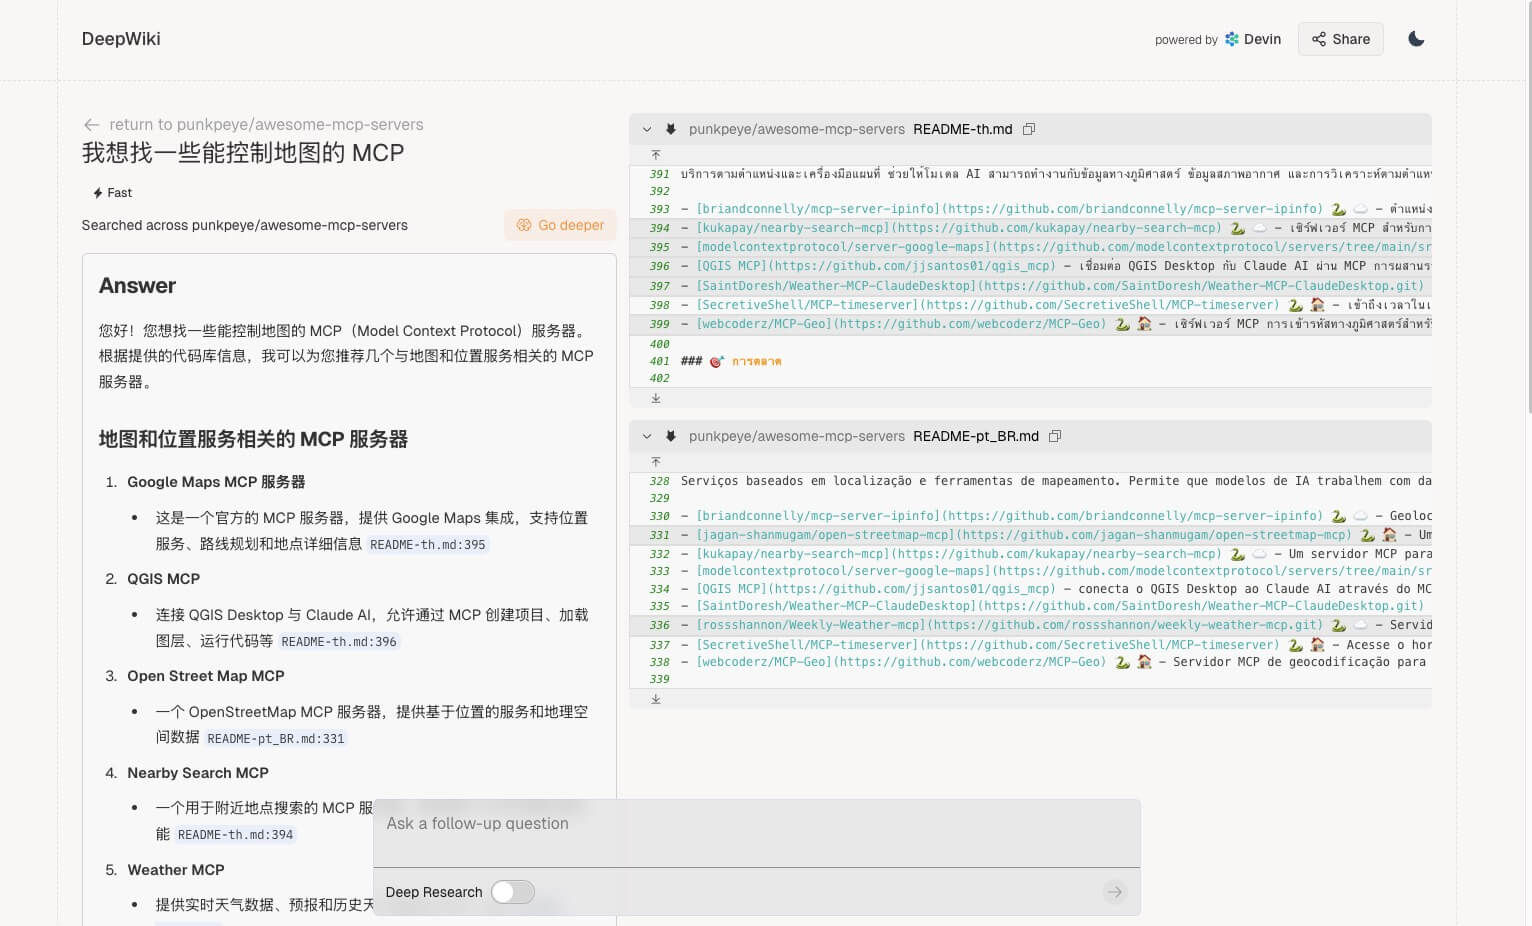 DeepWiki
powered by Devin
Share
return to punkpeye/awesome-mcp-servers
我想找一些能控制地图的 MCP
Fast
Searched across punkpeye/awesome-mcp-servers
Go deeper
Answer
您好！您想找一些能控制地图的 MCP（Model Context Protocol）服务器。
根据提供的代码库信息，我可以为您推荐几个与地图和位置服务相关的 MCP
服务器。
地图和位置服务相关的 MCP 服务器
1. Google Maps MCP 服务器
• 这是一个官方的 MCP 服务器，提供 Google Maps 集成，支持位置
服务、路线规划和地点详细信息 README-th.md:395
2. QGIS MCP
• 连接 QGIS Desktop 与 Claude AI，允许通过 MCP 创建项目、加载
图层、运行代码等 README-th.md:396
3. Open Street Map MCP
• 一个 OpenStreetMap MCP 服务器，提供基于位置的服务和地理空
间数据 README-pt_BR.md:331
4. Nearby Search MCP
• 一个用于附近地点搜索的 MCP 服
能 README-th.md:394
5. Weather MCP
• 提供实时天气数据、预报和历史天
punkpeye/awesome-mcp-servers README-th.md
391 บริการตามตำแหน่งและเครื่องมือแผนที่ ช่วยให้โมเดล AI สามารถทำงานกับข้อมูลทางภูมิศาสตร์ ข้อมูลสภาพอากาศ และการวิเคราะห์ตามตำแห
392
393 - [briandconnelly/mcp-server-ipinfo](https://github.com/briandconnelly/mcp-server-ipinfo) 🐍 ☁️ – ตำแหน่ง
394 - [kukapay/nearby-search-mcp](https://github.com/kukapay/nearby-search-mcp) 🐍 ☁️ – เซิร์ฟเวอร์ MCP สำหรับกา
395 - [modelcontextprotocol/server-google-maps](https://github.com/modelcontextprotocol/servers/tree/main/sr
396 - [QGIS MCP](https://github.com/jjsantos01/qgis_mcp) – เชื่อมต่อ QGIS Desktop กับ Claude AI ผ่าน MCP การผสานร
397 - [SaintDoresh/Weather-MCP-ClaudeDesktop](https://github.com/SaintDoresh/Weather-MCP-ClaudeDesktop.git)
398 - [SecretiveShell/MCP-timeserver](https://github.com/SecretiveShell/MCP-timeserver) 🐍 🏠 – เข้าถึงเวลาในเ
399 - [webcoderz/MCP-Geo](https://github.com/webcoderz/MCP-Geo) 🐍 🏠 – เซิร์ฟเวอร์ MCP การเข้ารหัสทางภูมิศาสตร์สำหรั
400
401 ### 🎯 การตลาด
402
punkpeye/awesome-mcp-servers README-pt_BR.md
328 Serviços baseados em localização e ferramentas de mapeamento. Permite que modelos de IA trabalhem com da
329
330 - [briandconnelly/mcp-server-ipinfo](https://github.com/briandconnelly/mcp-server-ipinfo) 🐍 ☁️ – Geoloc
331 - [jagan-shanmugam/open-streetmap-mcp](https://github.com/jagan-shanmugam/open-streetmap-mcp) 🐍 🏠 – Um
332 - [kukapay/nearby-search-mcp](https://github.com/kukapay/nearby-search-mcp) 🐍 ☁️ – Um servidor MCP para
333 - [modelcontextprotocol/server-google-maps](https://github.com/modelcontextprotocol/servers/tree/main/sr
334 - [QGIS MCP](https://github.com/jjsantos01/qgis_mcp) – conecta o QGIS Desktop ao Claude AI através do MC
335 - [SaintDoresh/Weather-MCP-ClaudeDesktop](https://github.com/SaintDoresh/Weather-MCP-ClaudeDesktop.git)
336 - [rossshannon/Weekly-Weather-mcp](https://github.com/rossshannon/weekly-weather-mcp.git) 🐍 ☁️ – Servid
337 - [SecretiveShell/MCP-timeserver](https://github.com/SecretiveShell/MCP-timeserver) 🐍 🏠 – Acesse o hor
338 - [webcoderz/MCP-Geo](https://github.com/webcoderz/MCP-Geo) 🐍 🏠 – Servidor MCP de geocodificação para
339
Ask a follow-up question
Deep Research